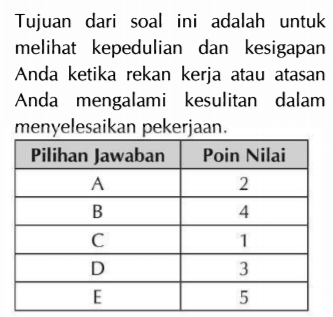 Tujuan dari soal ini adalah untuk
melihat kepedulian dan kesigapan
Anda ketika rekan kerja atau atasan
Anda mengalami kesulitan dalam
menyelesaikan pekerjaan.
Pilihan Jawaban Poin Nilai
A 2
B 4
C 1
D 3
E 5